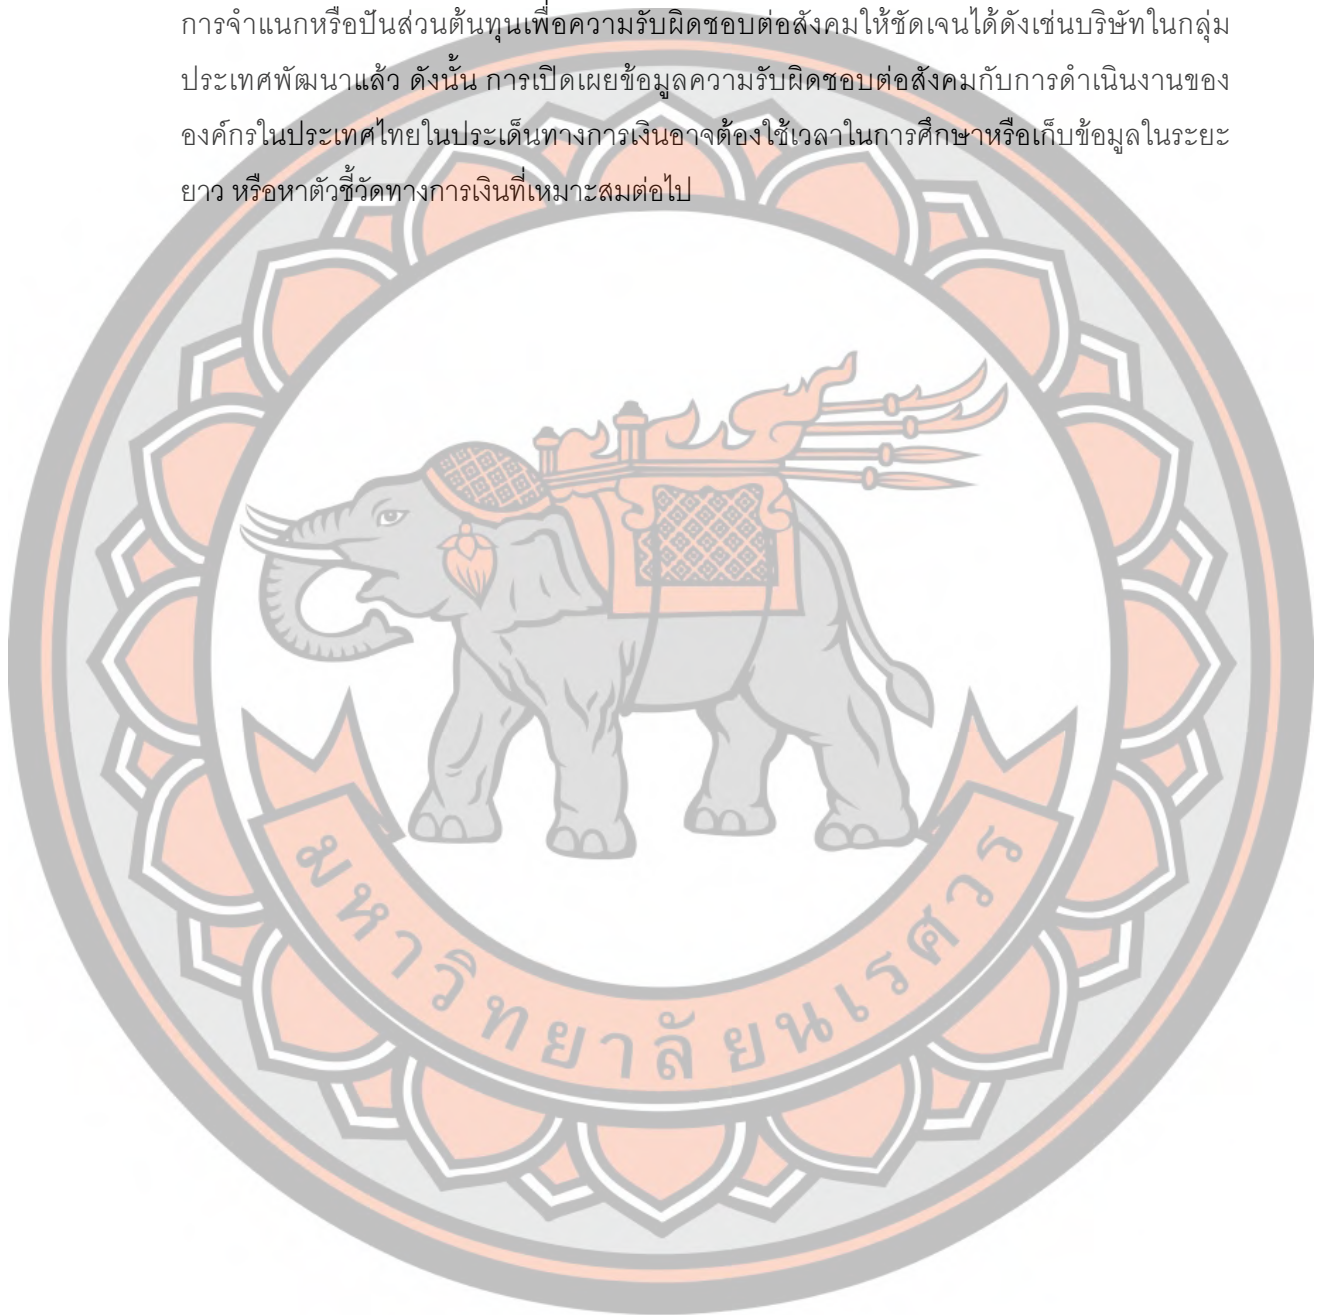 การจำแนกหรือปันส่วนต้นทุนเพื่อความรับผิดชอบต่อสังคมให้ชัดเจนได้ดังเช่นบริษัทในกลุ่ม
ประเทศพัฒนาแล้ว ดังนั้น การเปิดเผยข้อมูลความรับผิดชอบต่อสังคมกับการดำเนินงานของ
องค์กรในประเทศไทยในประเด็นทางการเงินอาจต้องใช้เวลาในการศึกษาหรือเก็บข้อมูลในระยะ
ยาว หรือหาตัวชี้วัดทางการเงินที่เหมาะสมต่อไป
มหาวิทยาลัยนเรศวร